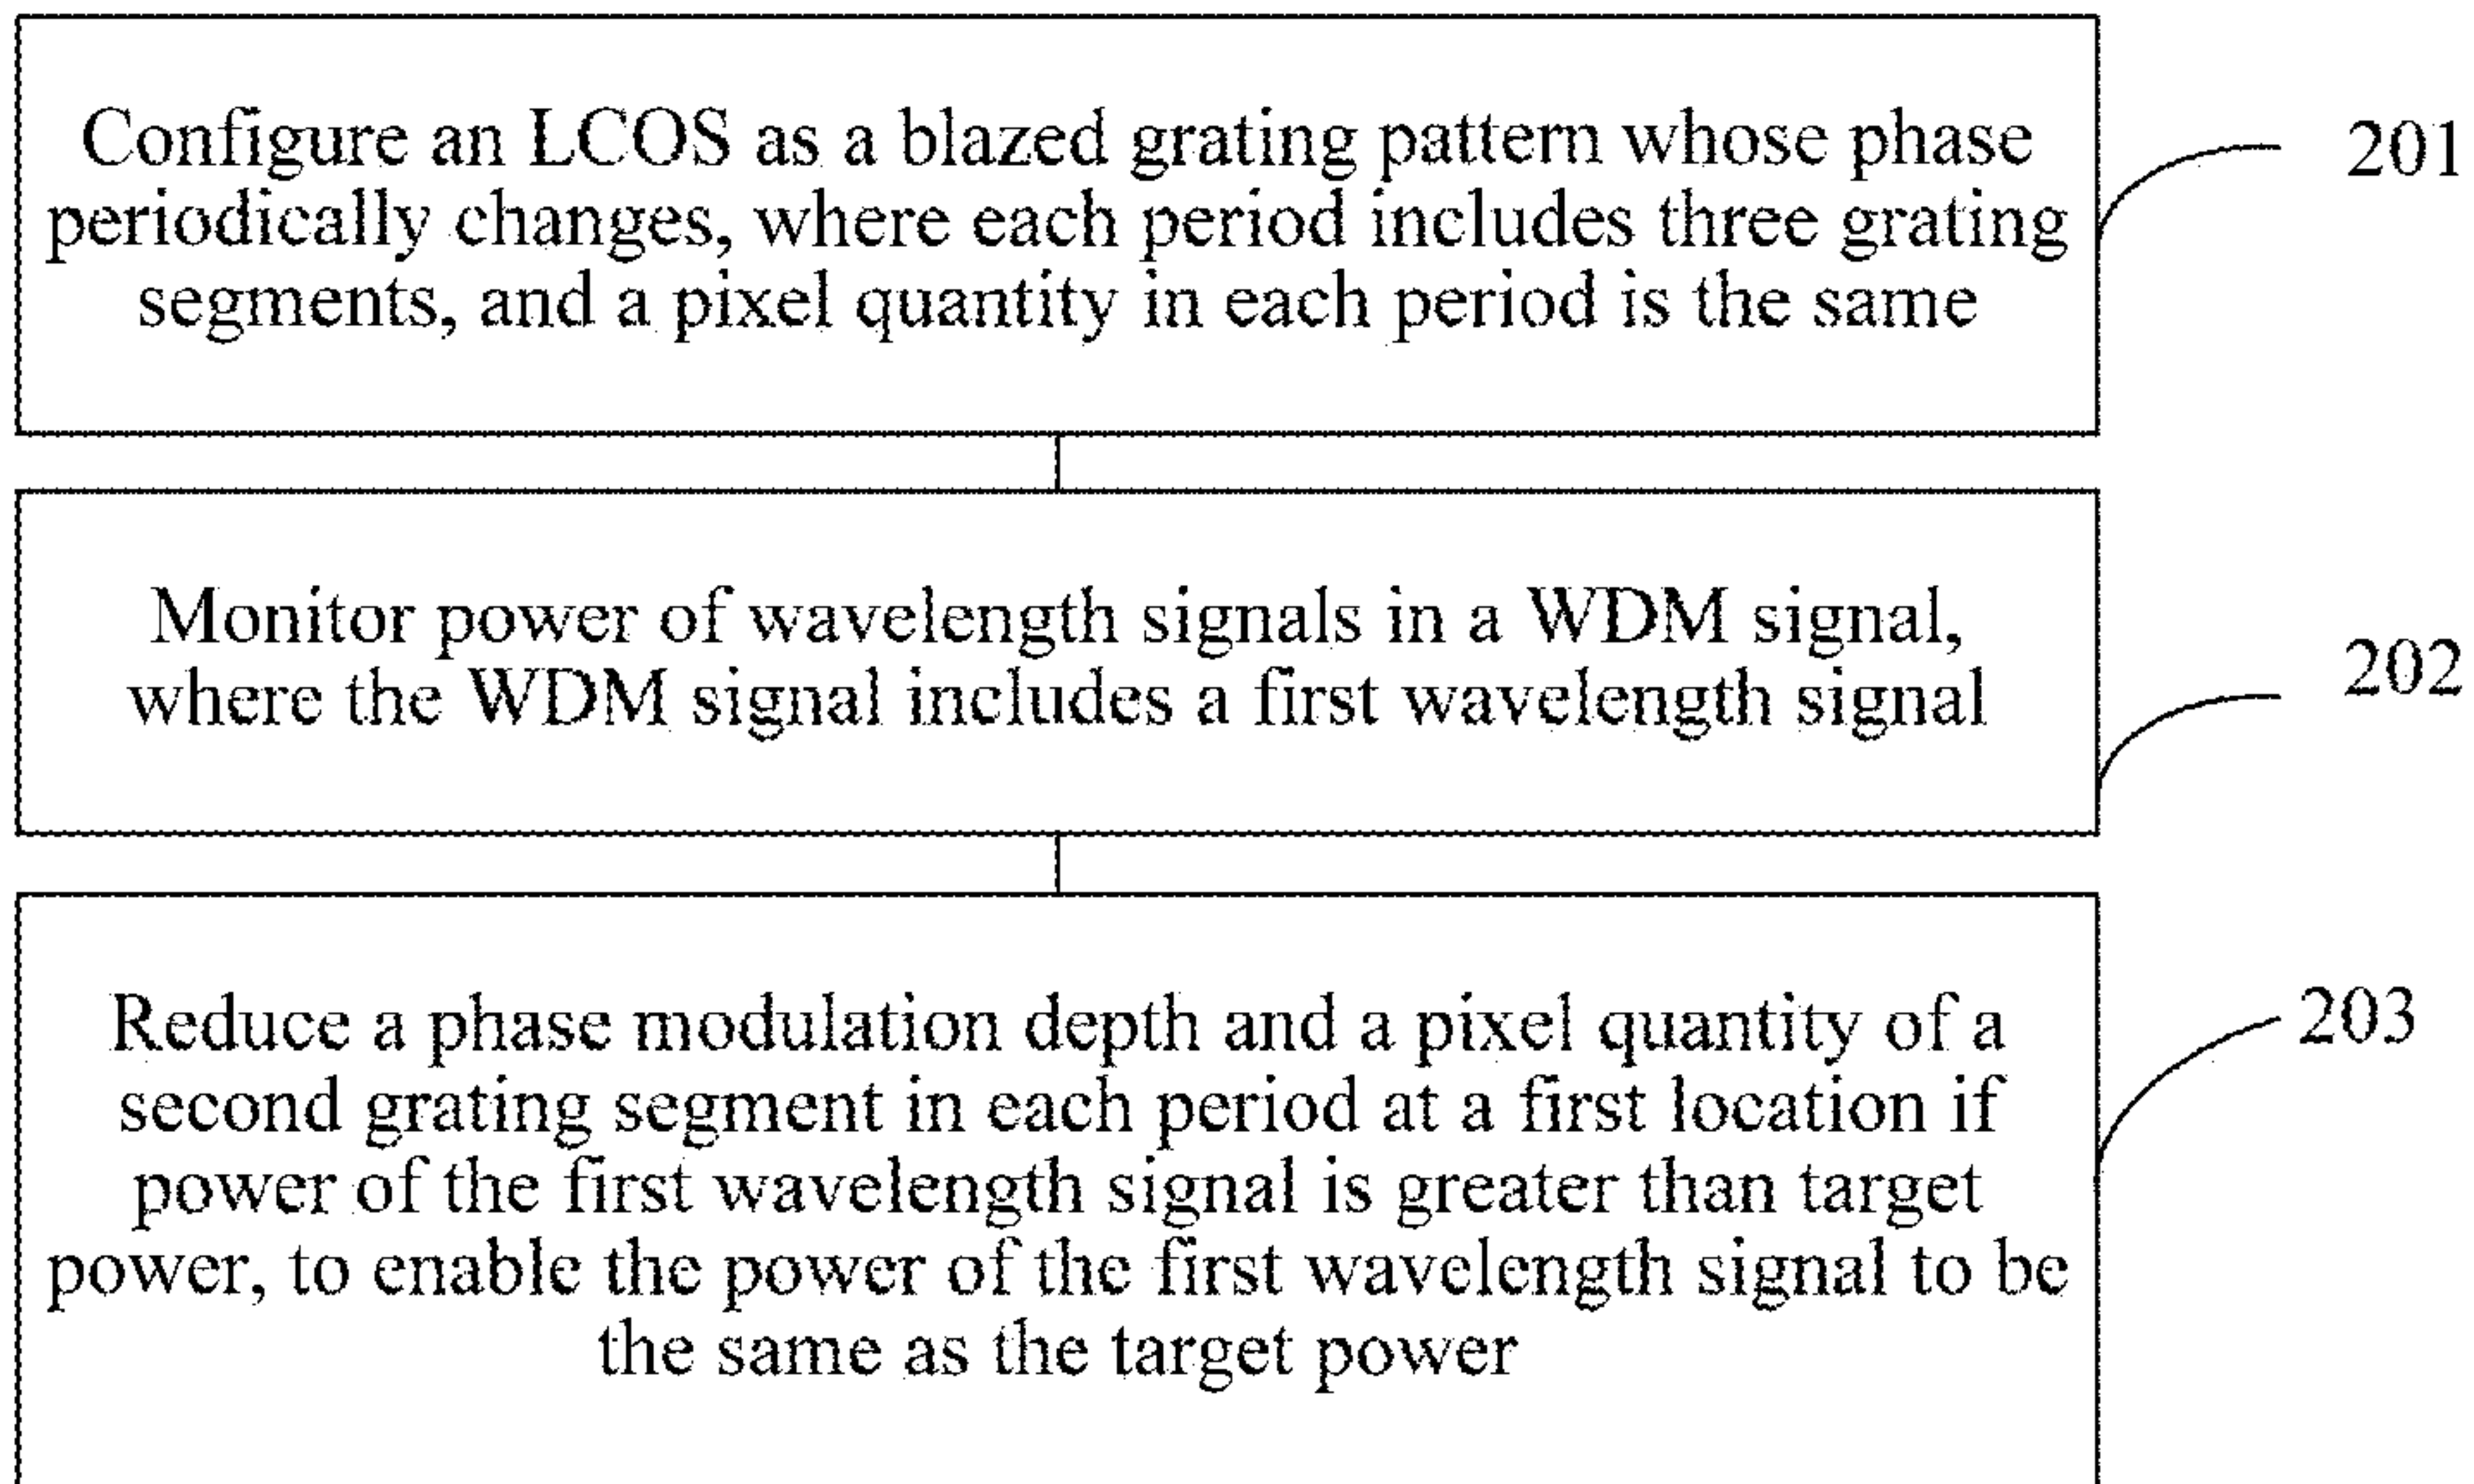 Configure an LCOS as a blazed grating pattern whose phase
periodically changes, where each period includes three grating
segments, and a pixel quantity in each period is the same
201
Monitor power of wavelength signals in a WDM signal,
where the WDM signal includes a first wavelength signal
202
Reduce a phase modulation depth and a pixel quantity of a
second grating segment in each period at a first location if
power of the first wavelength signal is greater than target
power, to enable the power of the first wavelength signal to be
the same as the target power
203